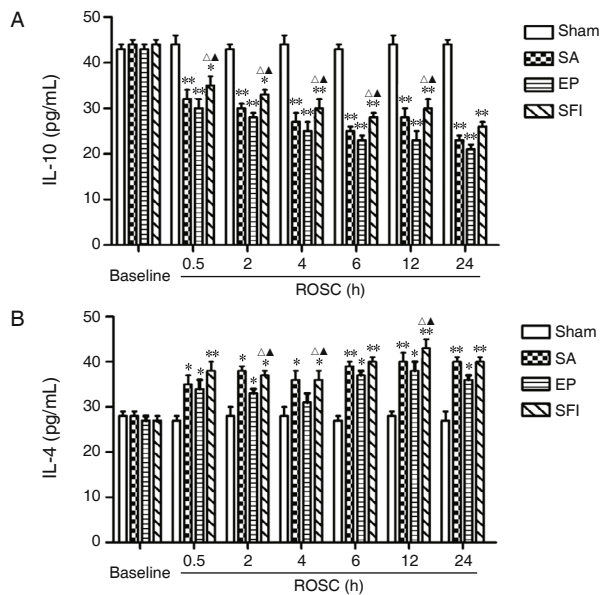 A
IL-10 (pg/mL)
50
40
30
20
10
0
Sham
SA
EP
SFI
** ** △▲ *
** ** △▲ *
** ** △▲ **
** ** △▲ **
** ** △▲ **
** ** **
Baseline 0.5 2 4 6 12 24
ROSC (h)
B
IL-4 (pg/mL)
50
40
30
20
10
0
Sham
SA
EP
SFI
* * **
* * △▲ *
* △▲ *
** * **
** * △▲ **
** * **
Baseline 0.5 2 4 6 12 24
ROSC (h)